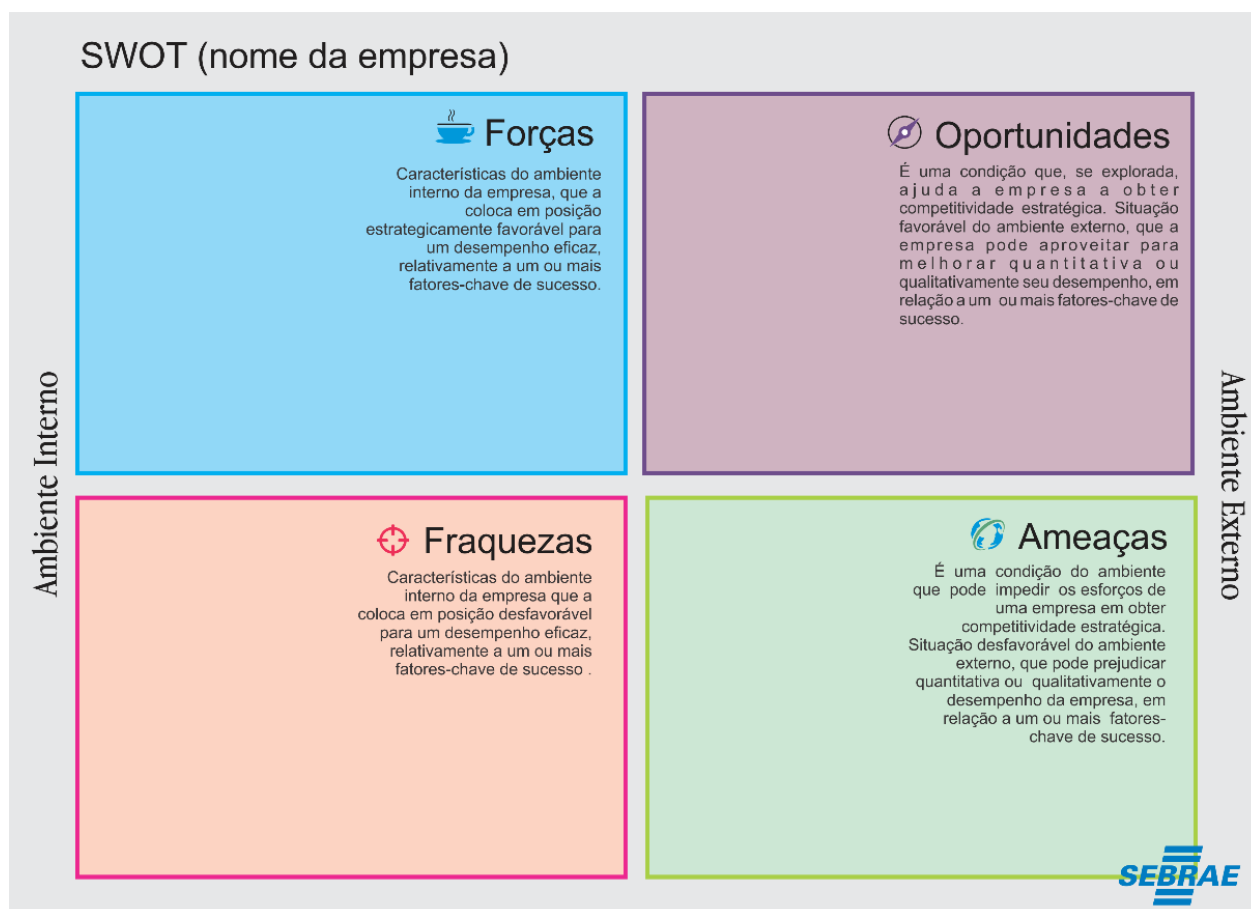 SWOT (nome da empresa)
Forças
Características do ambiente
interno da empresa, que a
coloca em posição
estrategicamente favorável para
um desempenho eficaz,
relativamente a um ou mais
fatores-chave de sucesso.
Oportunidades
É uma condição que, se explorada,
ajuda a empresa a obter
competitividade estratégica. Situação
favorável do ambiente externo, que a
empresa pode aproveitar para
melhorar quantitativa ou
qualitativamente seu desempenho, em
relação a um ou mais fatores-chave de
sucesso.
Ambiente Interno
Ambiente Externo
Fraquezas
Características do ambiente
interno da empresa que a
coloca em posição desfavorável
para um desempenho eficaz,
relativamente a um ou mais
fatores-chave de sucesso .
Ameaças
É uma condição do ambiente
que pode impedir os esforços de
uma empresa em obter
competitividade estratégica.
Situação desfavorável do ambiente
externo, que pode prejudicar
quantitativa ou qualitativamente o
desempenho da empresa, em
relação a um ou mais fatores-
chave de sucesso.
SEBRAE